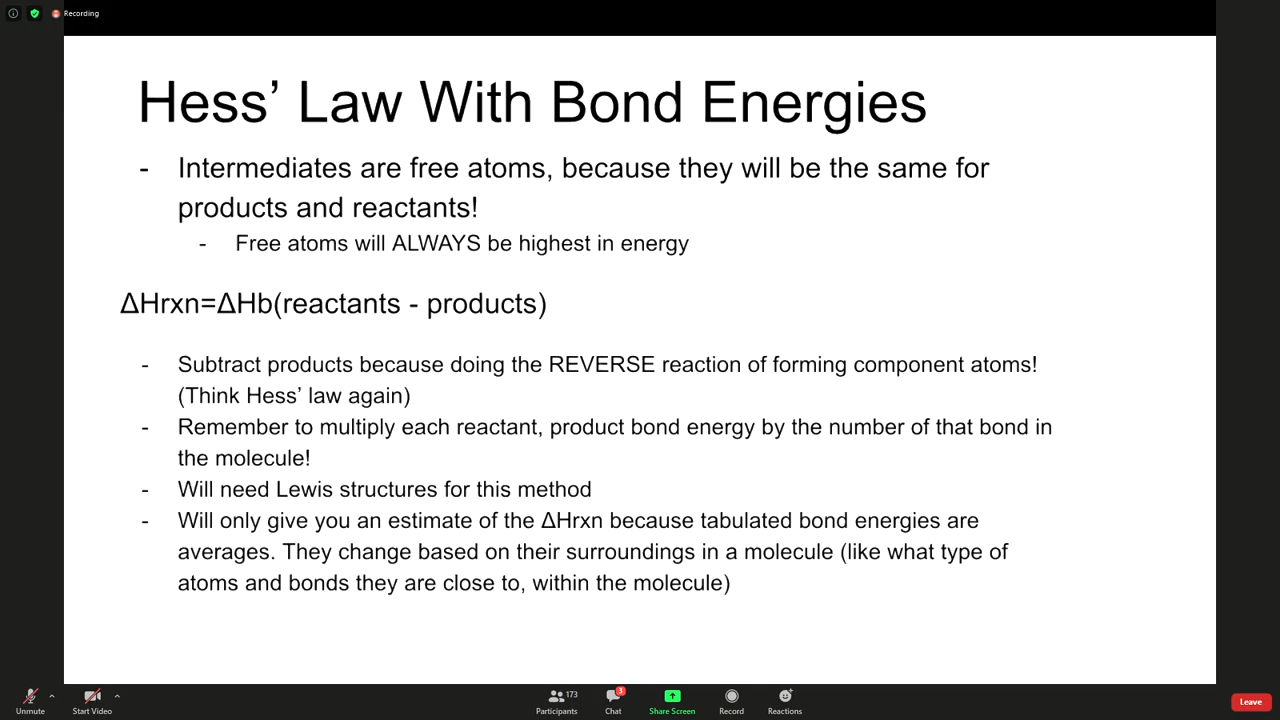 Recording
Hess’ Law With Bond Energies
- Intermediates are free atoms, because they will be the same for
products and reactants!
- Free atoms will ALWAYS be highest in energy
ΔHrxn=ΔHb(reactants - products)
- Subtract products because doing the REVERSE reaction of forming component atoms!
(Think Hess’ law again)
- Remember to multiply each reactant, product bond energy by the number of that bond in
the molecule!
- Will need Lewis structures for this method
- Will only give you an estimate of the ΔHrxn because tabulated bond energies are
averages. They change based on their surroundings in a molecule (like what type of
atoms and bonds they are close to, within the molecule)
173 3
Unmute Start Video Participants Chat Share Screen Record Reactions Leave